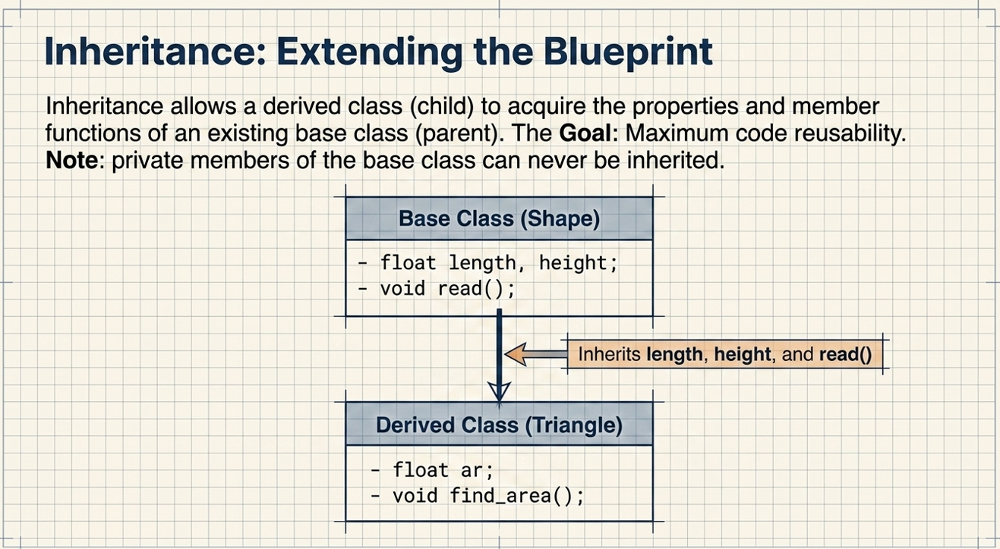 Inheritance: Extending the Blueprint
Inheritance allows a derived class (child) to acquire the properties and member
functions of an existing base class (parent). The Goal: Maximum code reusability.
Note: private members of the base class can never be inherited.
Base Class (Shape)
- float length, height;
- void read();
Inherits length, height, and read()
Derived Class (Triangle)
- float ar;
- void find_area();